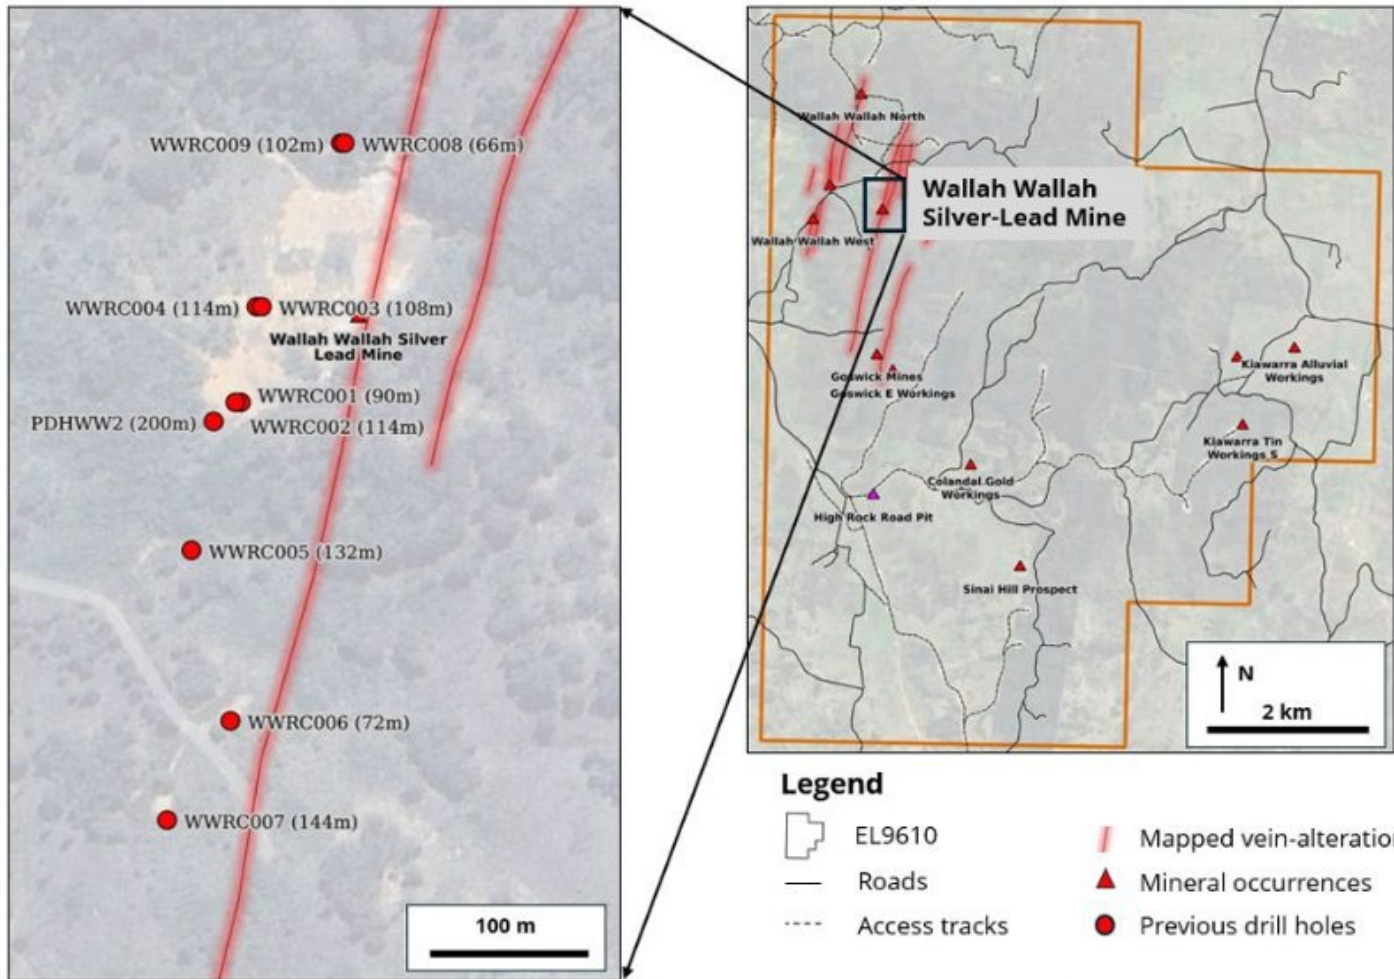 WWRC009 (102m)
WWRC008 (66m)
WWRC004 (114m)
WWRC003 (108m)
Wallah Wallah Silver
Lead Mine
WWRC001 (90m)
PDHWW2 (200m)
WWRC002 (114m)
WWRC005 (132m)
WWRC006 (72m)
WWRC007 (144m)
100 m
Wallah Wallah North
Wallah Wallah
Silver-Lead Mine
Wallah Wallah West
Goswick Mines
Goswick E Workings
Kiawarra Alluvial
Workings
Kiawarra Tin
Workings S
Colandal Gold
Workings
High Rock Road Pit
Sinai Hill Prospect
N
2 km
Legend
EL9610
Roads
Access tracks
Mapped vein-alteratio
Mineral occurrences
Previous drill holes